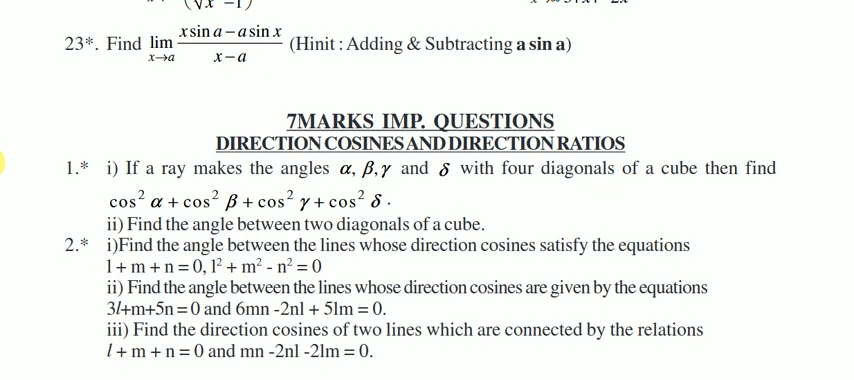 23*. Find lim x→a (x sin a – a sin x)/(x – a) (Hinit : Adding & Subtracting a sin a)
7MARKS IMP. QUESTIONS
DIRECTION COSINES AND DIRECTION RATIOS
1.* i) If a ray makes the angles α, β, γ and δ with four diagonals of a cube then find
cos² α + cos² β + cos² γ + cos² δ .
ii) Find the angle between two diagonals of a cube.
2.* i)Find the angle between the lines whose direction cosines satisfy the equations
l + m + n = 0, l² + m² - n² = 0
ii) Find the angle between the lines whose direction cosines are given by the equations
3l+m+5n = 0 and 6mn -2nl + 5lm = 0.
iii) Find the direction cosines of two lines which are connected by the relations
l + m + n = 0 and mn -2nl -2lm = 0.